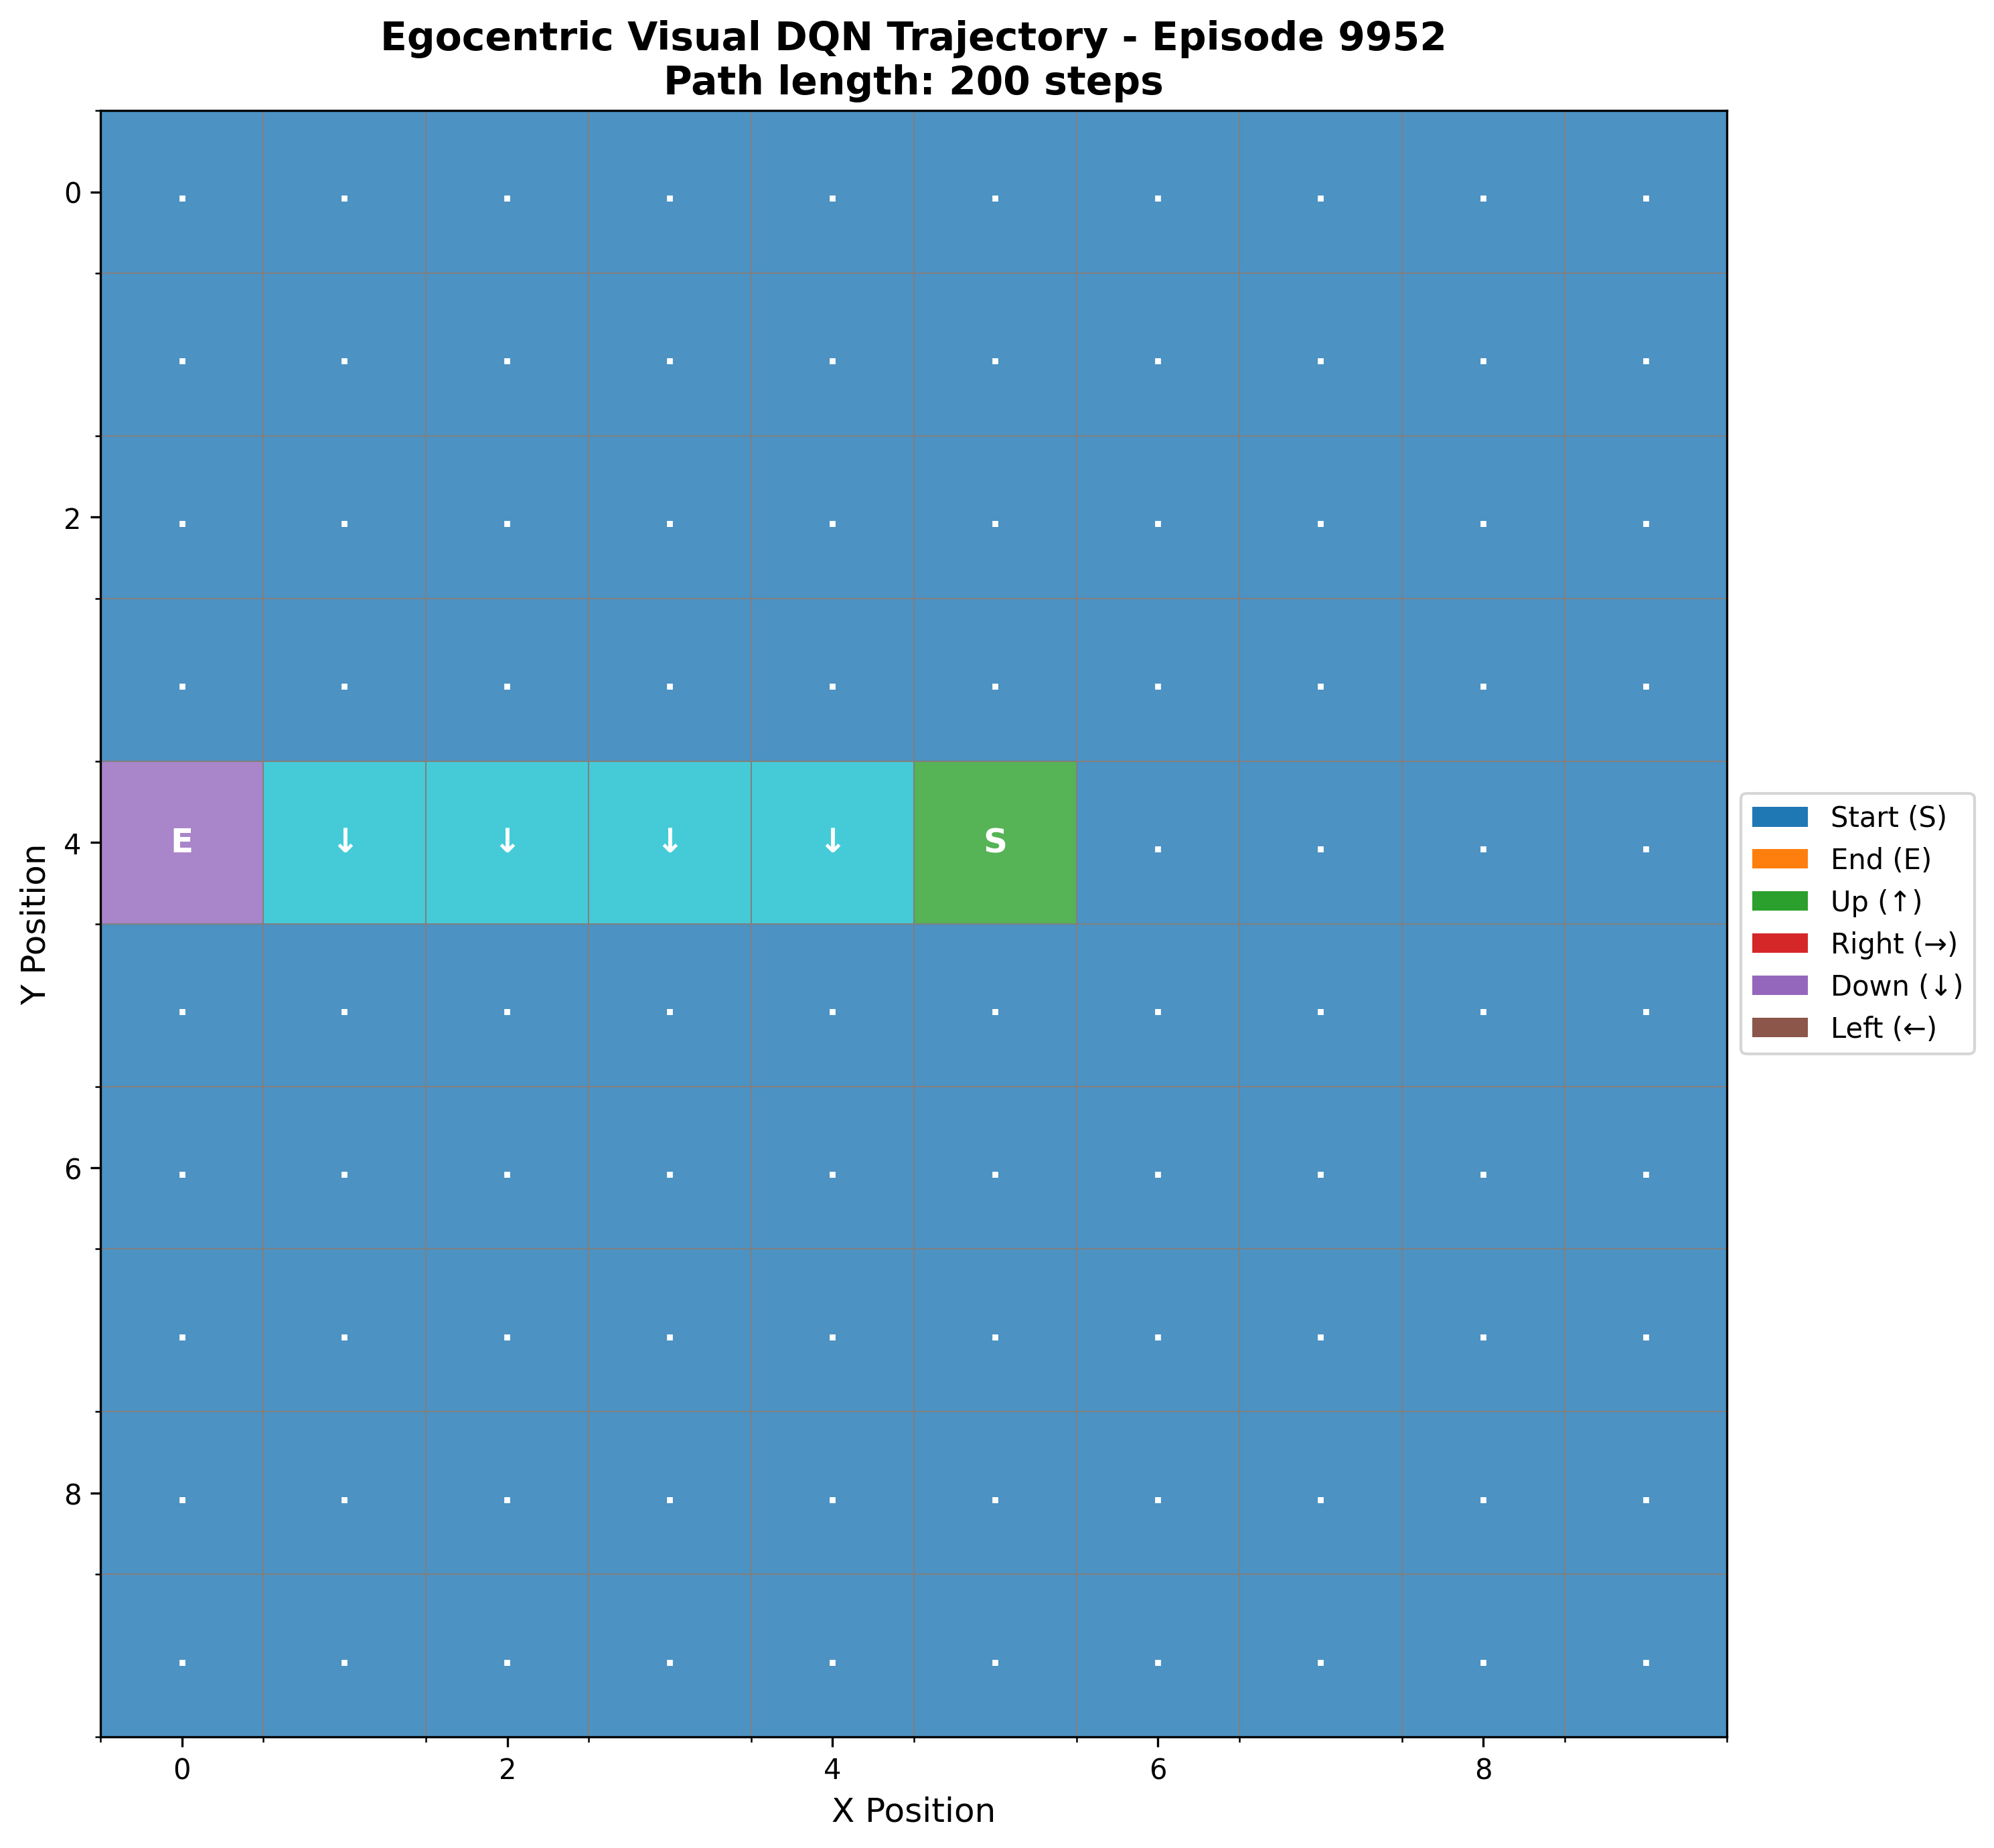 Egocentric Visual DQN Trajectory - Episode 9952
Path length: 200 steps
0
2
4
6
8
Y Position
E ↓ ↓ ↓ ↓ S
Start (S)
End (E)
Up (↑)
Right (→)
Down (↓)
Left (←)
0 2 4 6 8
X Position